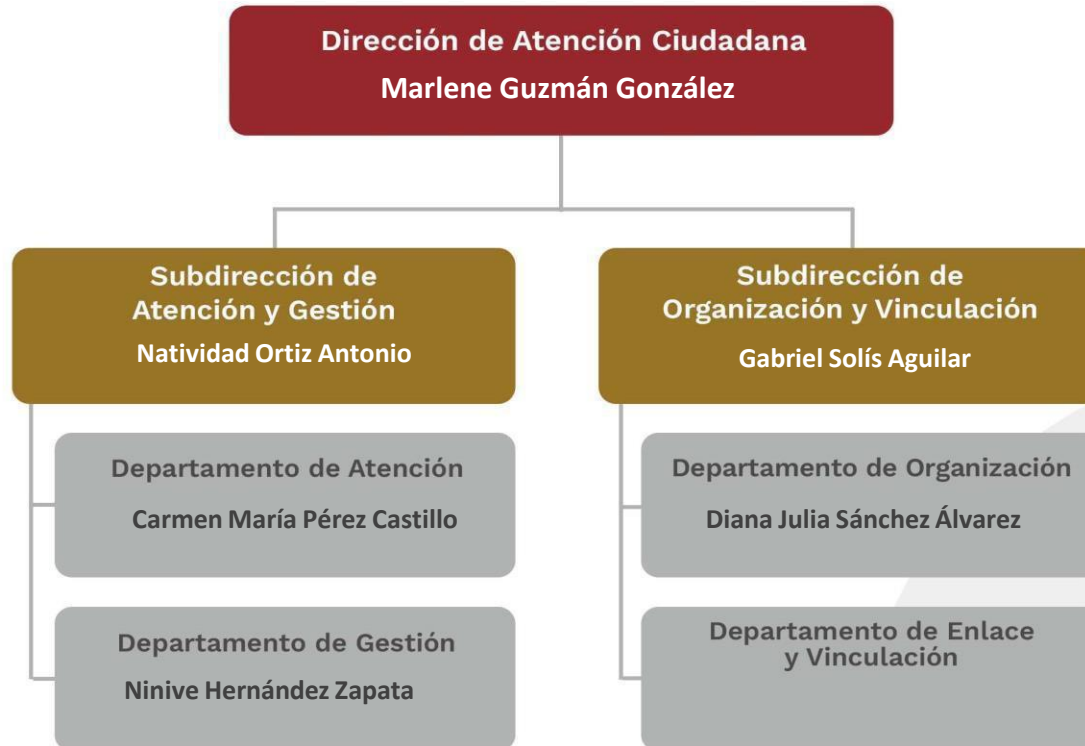 Dirección de Atención Ciudadana
Marlene Guzmán González
Subdirección de
Atención y Gestión
Natividad Ortiz Antonio
Subdirección de
Organización y Vinculación
Gabriel Solís Aguilar
Departamento de Atención
Carmen María Pérez Castillo
Departamento de Organización
Diana Julia Sánchez Álvarez
Departamento de Gestión
Ninive Hernández Zapata
Departamento de Enlace
y Vinculación